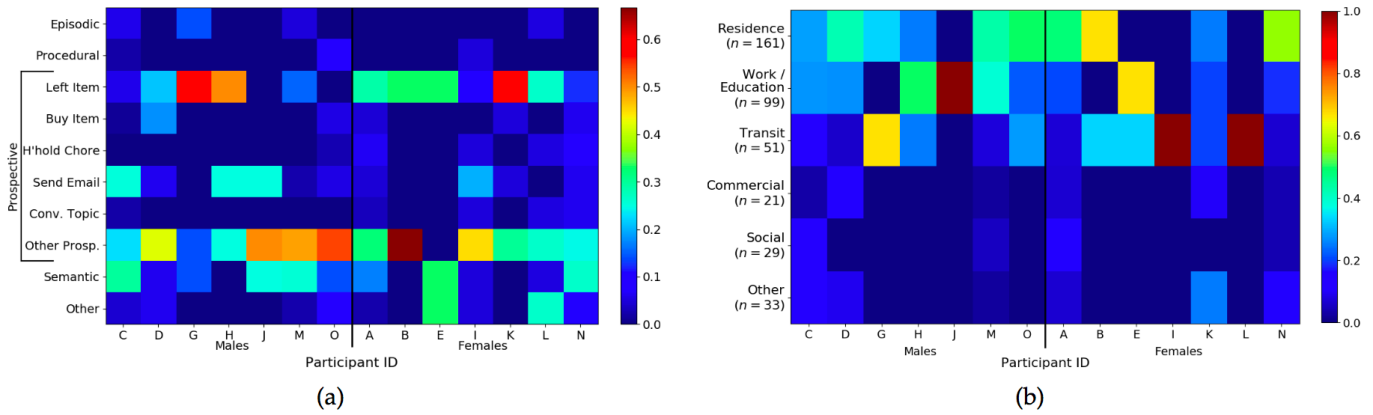 Episodic
Procedural
Left Item
Buy Item
H'hold Chore
Send Email
Conv. Topic
Other Prosp.
Semantic
Other
Prospective
C D G H J M O A B E I K L N
Males Females
Participant ID
0.6
0.5
0.4
0.3
0.2
0.1
0.0
(a)
Residence
(n = 161)
Work /
Education
(n = 99)
Transit
(n = 51)
Commercial
(n = 21)
Social
(n = 29)
Other
(n = 33)
C D G H J M O A B E I K L N
Males Females
Participant ID
1.0
0.8
0.6
0.4
0.2
0.0
(b)